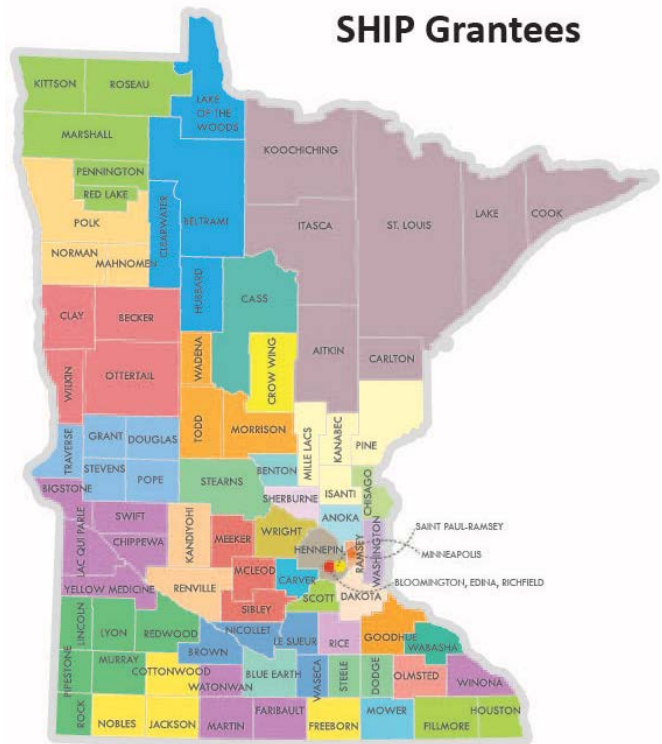 SHIP Grantees
KITTSON
ROSEAU
LAKE
OF THE
WOODS
MARSHALL
KOOCHICHING
PENNINGTON
RED LAKE
POLK
CLEARWATER
BELTRAMI
ITASCA
ST. LOUIS
LAKE
COOK
NORMAN
MAHNOMEN
HUBBARD
CASS
CLAY
BECKER
WADENA
CROW WING
AITKIN
CARLTON
WILKIN
OTTERTAIL
TODD
MORRISON
MILLE LACS
KANABEC
PINE
TRAVERSE
GRANT
DOUGLAS
STEVENS
POPE
STEARNS
BENTON
BIGSTONE
SHERBURNE
ISANTI
CHISAGO
SWIFT
KANDIYOHI
MEEKER
WRIGHT
ANOKA
LAC QUI PARLE
CHIPPEWA
HENNEPIN
RAMSEY
WASHINGTON
SAINT PAUL-RAMSEY
MINNEAPOLIS
BLOOMINGTON, EDINA, RICHFIELD
YELLOW MEDICINE
RENVILLE
MCLEOD
CARVER
SCOTT
DAKOTA
SIBLEY
LINCOLN
LYON
REDWOOD
NICOLLET
LE SUEUR
RICE
GOODHUE
WABASHA
BROWN
PIPESTONE
MURRAY
COTTONWOOD
WATONWAN
BLUE EARTH
WASECA
STEELE
DODGE
OLMSTED
WINONA
ROCK
NOBLES
JACKSON
MARTIN
FARIBAULT
FREEBORN
MOWER
FILLMORE
HOUSTON